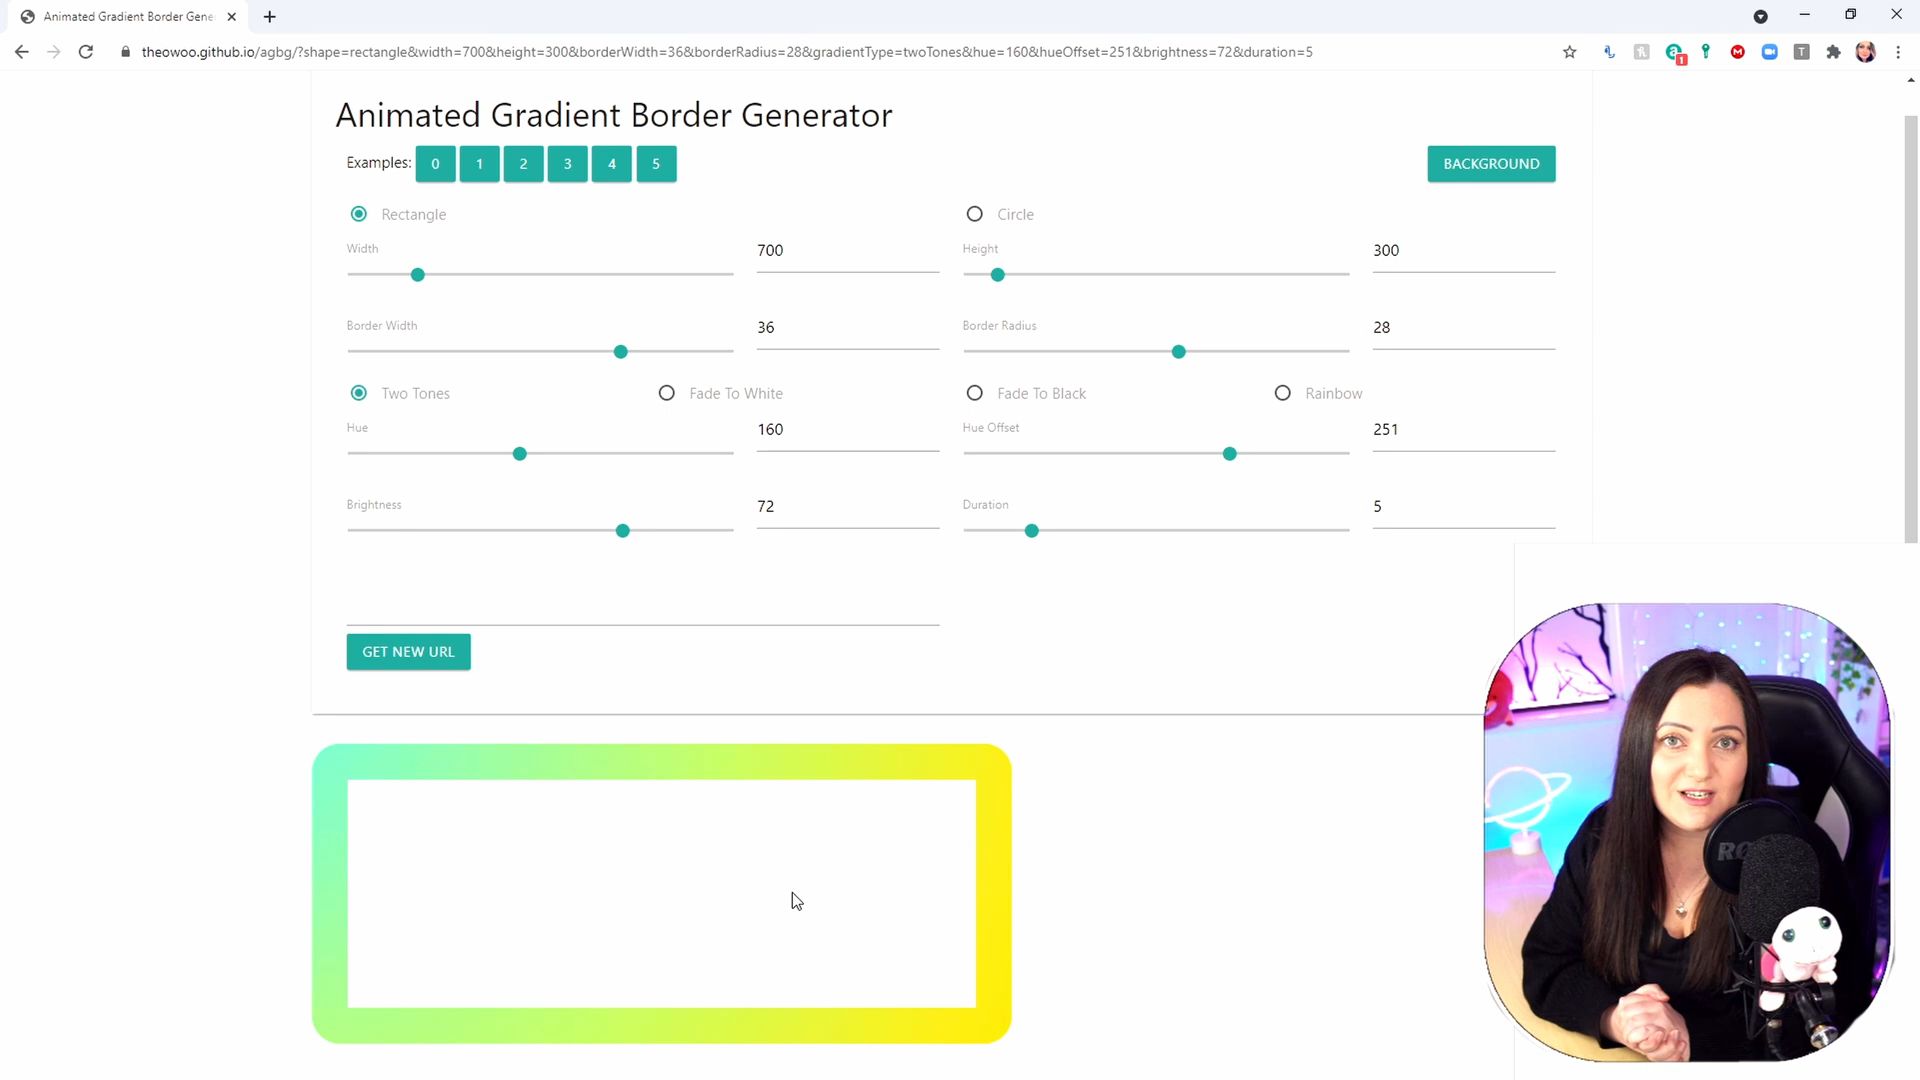 Animated Gradient Border Gene
theowoo.github.io/agbg/?shape=rectangle&width=700&height=300&borderWidth=36&borderRadius=28&gradientType=twoTones&hue=160&hueOffset=251&brightness=72&duration=5
1
T
Animated Gradient Border Generator
Examples: 0 1 2 3 4 5 BACKGROUND
Rectangle Circle
Width 700 Height 300
Border Width 36 Border Radius 28
Two Tones Fade To White Fade To Black Rainbow
Hue 160 Hue Offset 251
Brightness 72 Duration 5
GET NEW URL